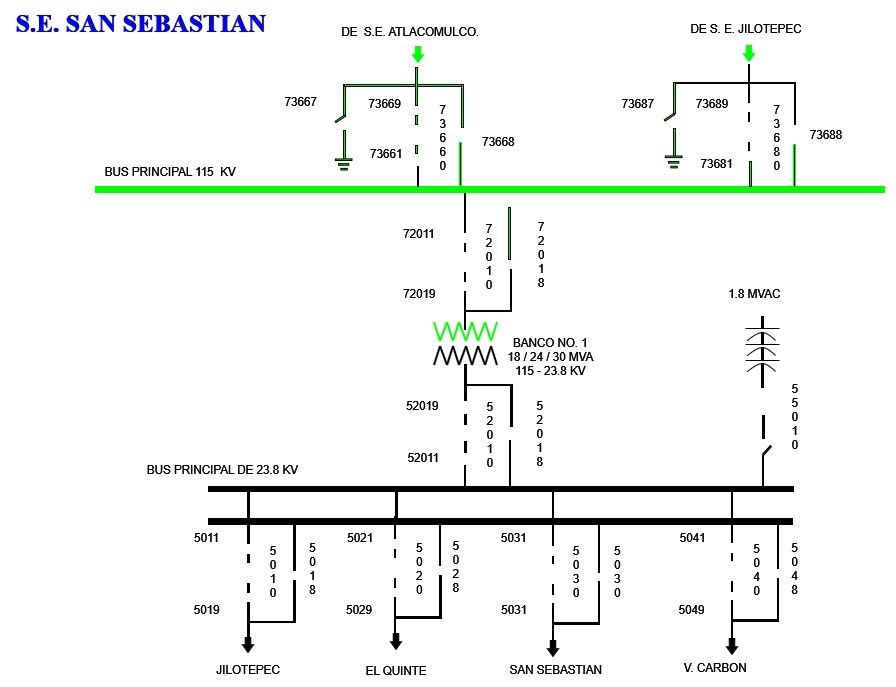 S.E. SAN SEBASTIAN
DE S.E. ATLACOMULCO.
DE S. E. JILOTEPEC
73667
73669
73660
73668
73661
73687
73689
73680
73688
73681
BUS PRINCIPAL 115 KV
72011
72010
72018
72019
1.8 MVAC
BANCO NO. 1
18 / 24 / 30 MVA
115 - 23.8 KV
52019
52010
52018
52011
55010
BUS PRINCIPAL DE 23.8 KV
5011
5010
5018
5019
5021
5020
5028
5029
5031
5030
5030
5031
5041
5040
5048
5049
JILOTEPEC
EL QUINTE
SAN SEBASTIAN
V. CARBON